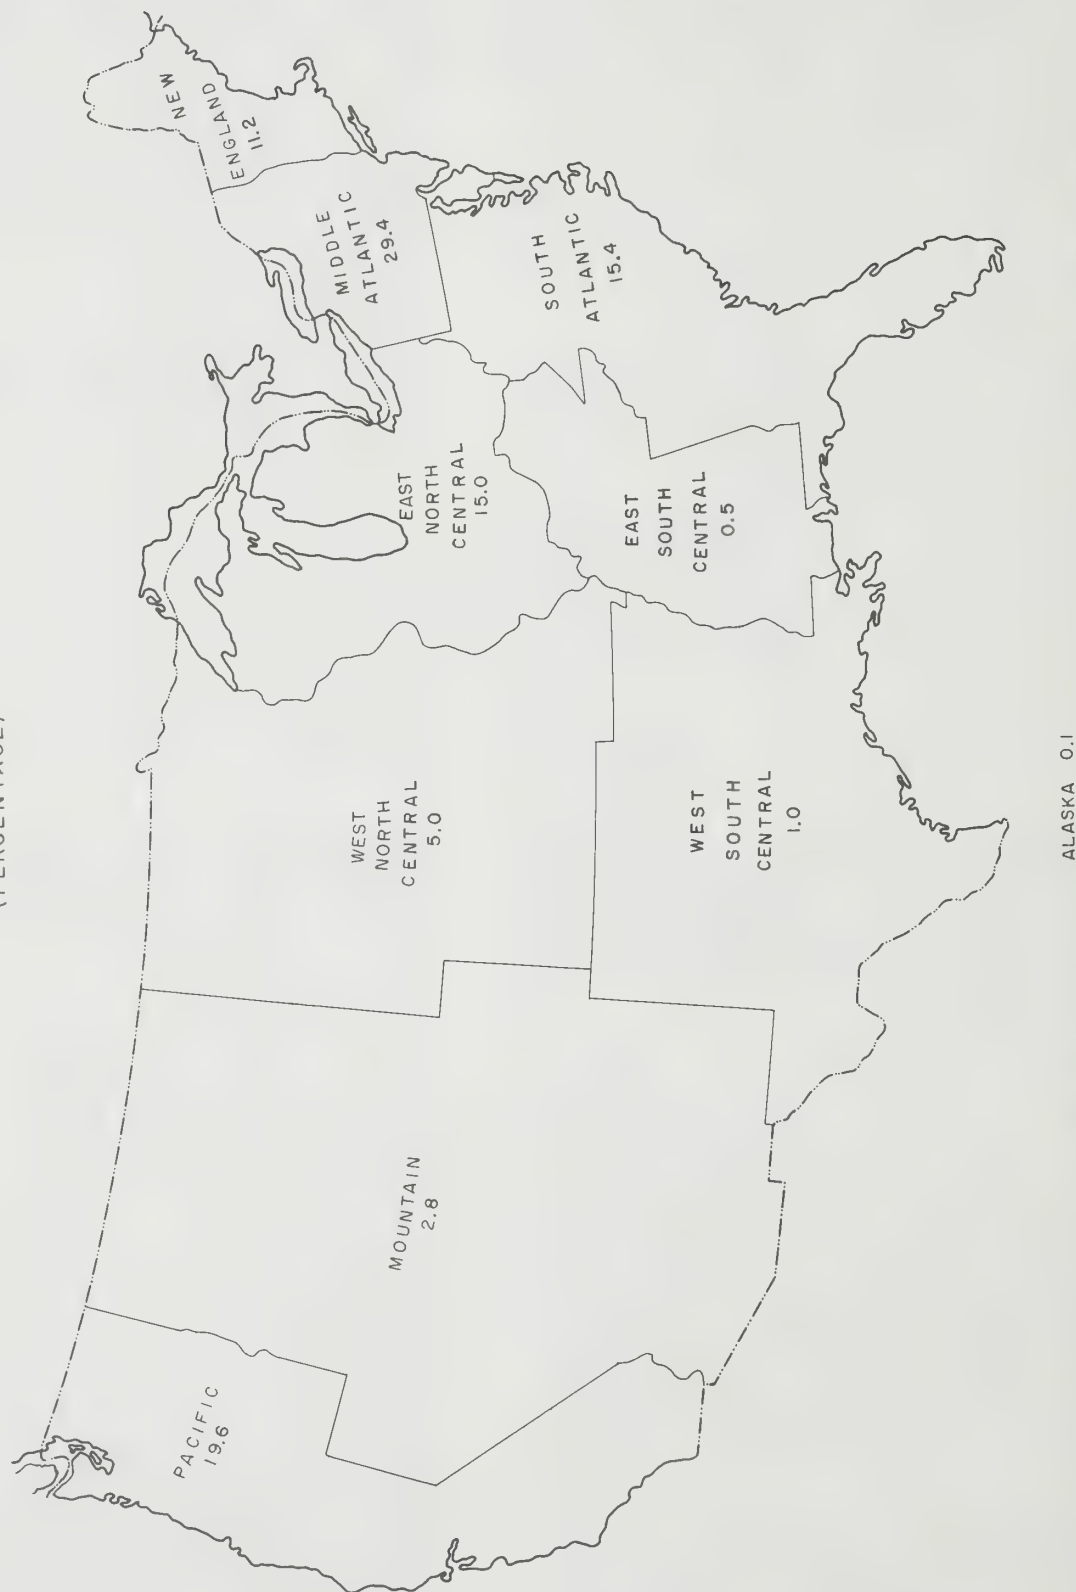 (PERCENTAGE)
NEW
ENGLAND
11.2
MIDDLE
ATLANTIC
29.4
SOUTH
ATLANTIC
15.4
EAST
NORTH
CENTRAL
15.0
EAST
SOUTH
CENTRAL
0.5
WEST
NORTH
CENTRAL
5.0
WEST
SOUTH
CENTRAL
1.0
MOUNTAIN
2.8
PACIFIC
19.6
ALASKA 0.1